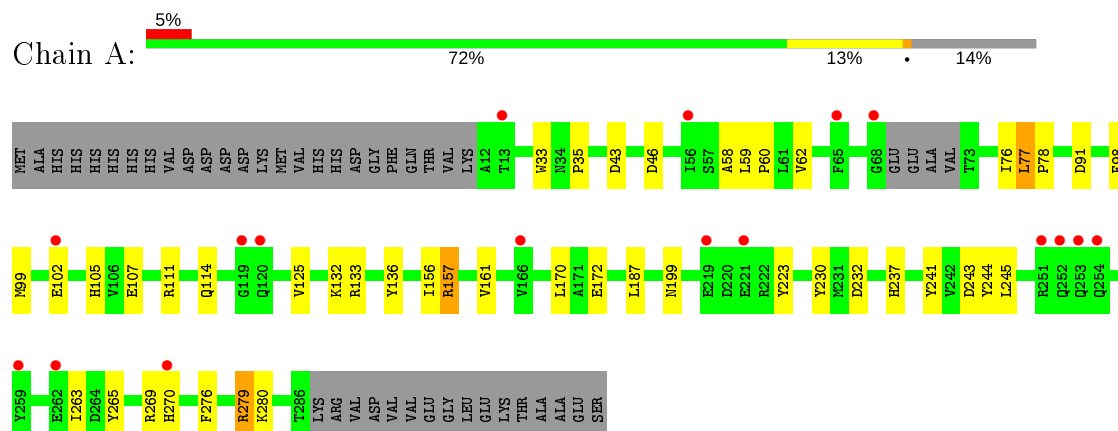 5%
Chain A:
72% 13% • 14%
MET ALA HIS HIS HIS HIS HIS HIS VAL ASP ASP ASP ASP LYS MET VAL HIS HIS ASP GLY PHE GLN THR VAL LYS A12 T13 W33 N34 P35 D43 D46 I56 S57 A58 L59 P60 L61 V62 F65 G68 GLU GLU ALA VAL T73 I76 L77 P78 D91 E98
M99 E102 H105 V106 E107 R111 Q114 G119 Q120 V125 K132 R133 Y136 I156 R157 V161 V166 L170 A171 E172 L187 N199 E219 D220 E221 R222 Y223 Y230 M231 D232 H237 Y241 V242 D243 Y244 L245 R251 Q252 Q253 Q254
Y259 E262 I263 D264 Y265 R269 H270 F276 R279 K280 T286 LYS ARG VAL ASP VAL VAL GLU GLY LEU GLU LYS THR ALA ALA GLU SER